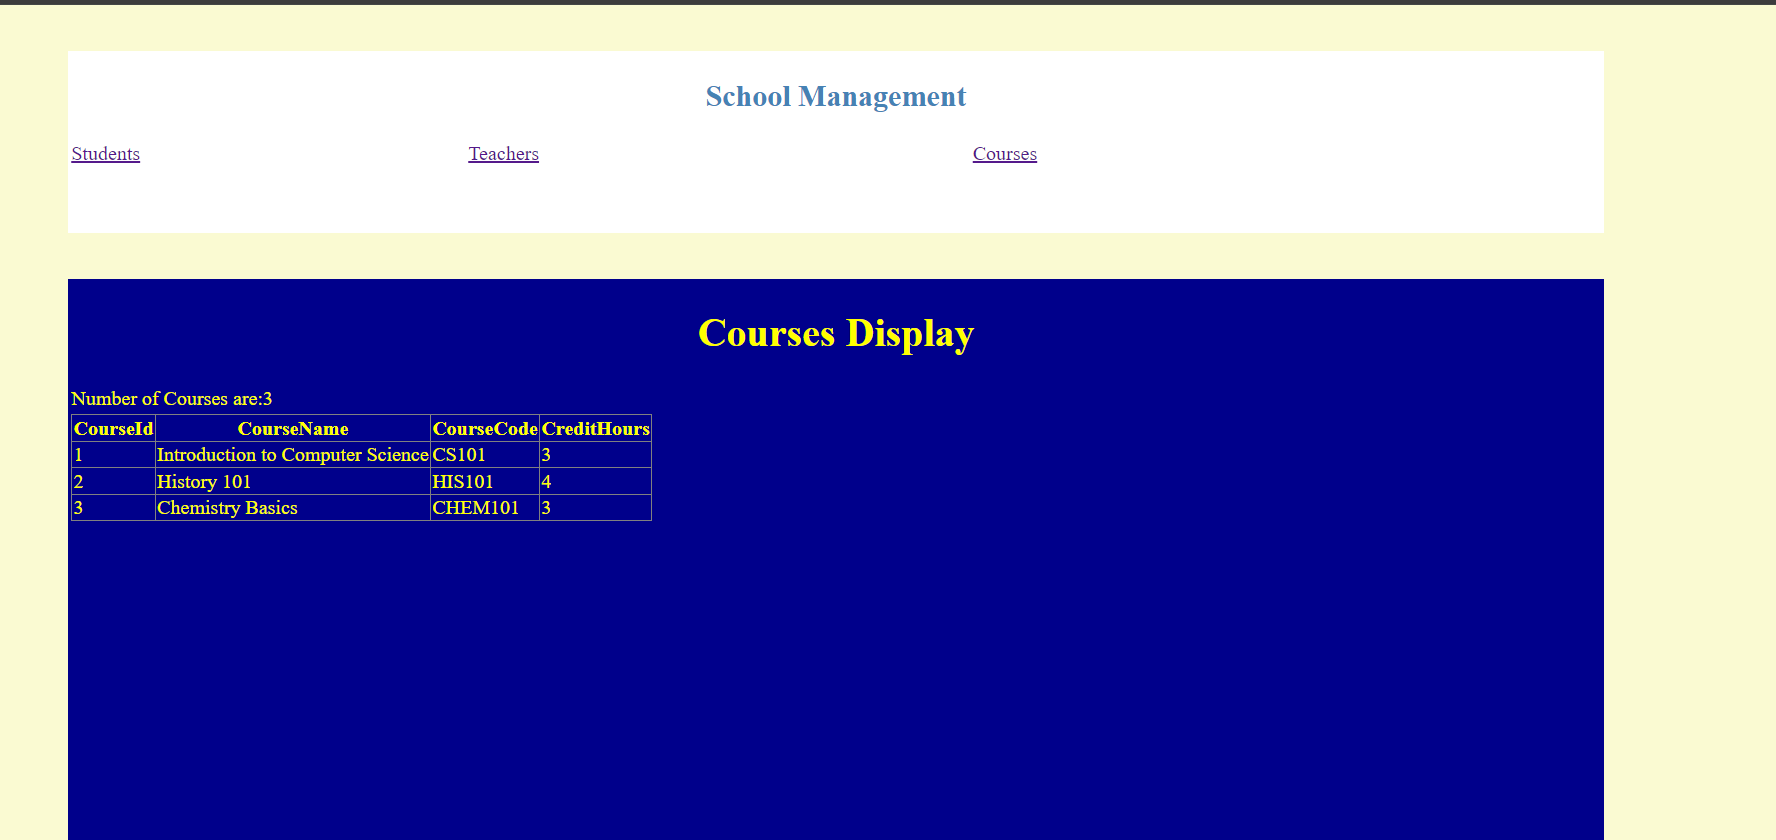 School Management
Students Teachers Courses
Courses Display
Number of Courses are:3
CourseId CourseName CourseCode CreditHours
1 Introduction to Computer Science CS101 3
2 History 101 HIS101 4
3 Chemistry Basics CHEM101 3